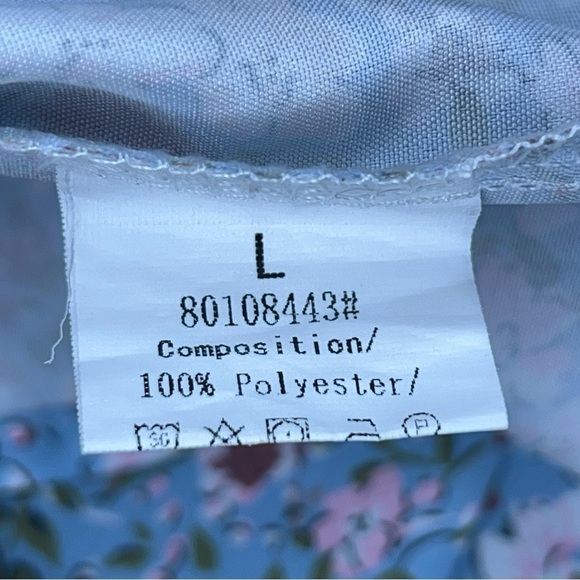 L
80108443#
Composition/
100% Polyester/